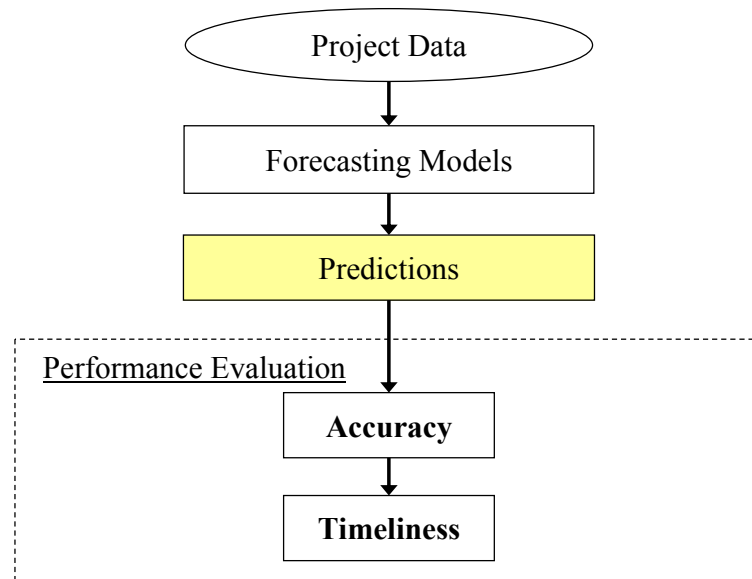 Project Data
Forecasting Models
Predictions
Performance Evaluation
Accuracy
Timeliness